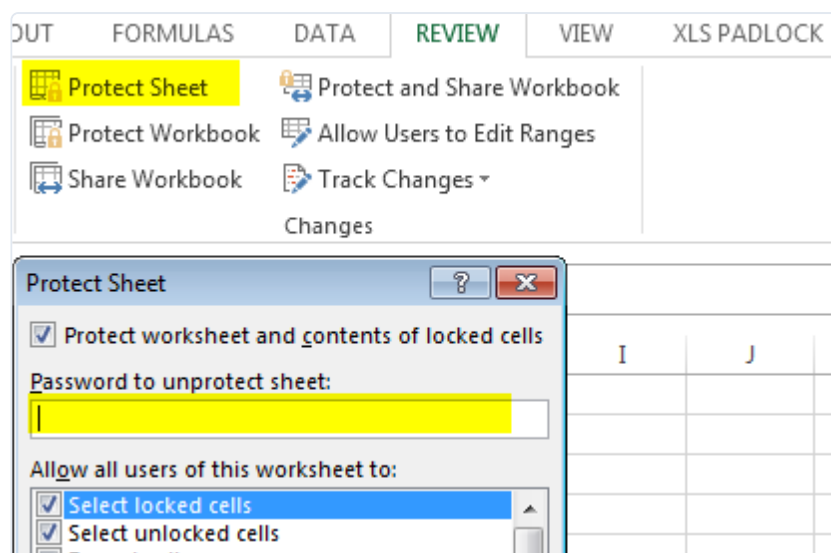 OUT FORMULAS DATA REVIEW VIEW XLS PADLOCK
Protect Sheet Protect and Share Workbook
Protect Workbook Allow Users to Edit Ranges
Share Workbook Track Changes
Changes
Protect Sheet ?
Protect worksheet and contents of locked cells
I J
Password to unprotect sheet:
Allow all users of this worksheet to:
Select locked cells
Select unlocked cells